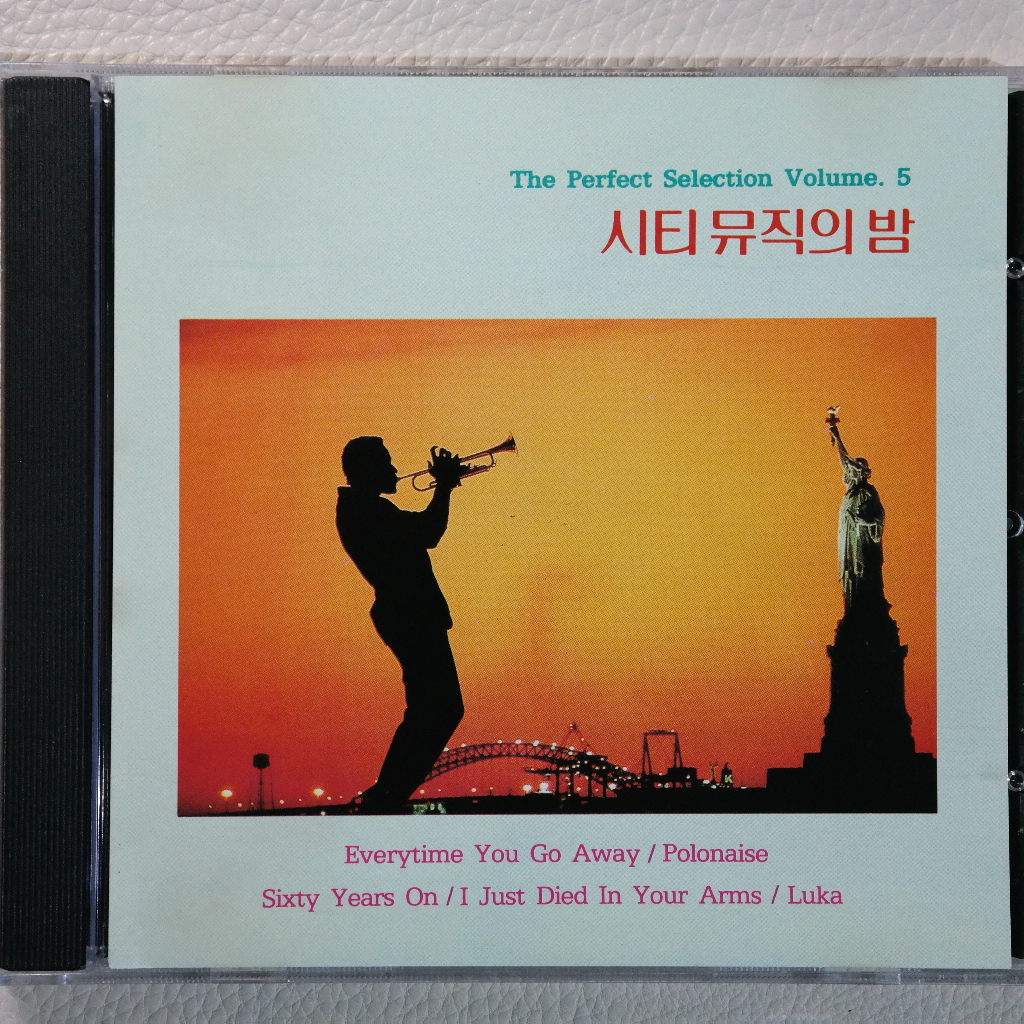 The Perfect Selection Volume. 5
시티 뮤직의 밤
Everytime You Go Away / Polonaise
Sixty Years On / I Just Died In Your Arms / Luka